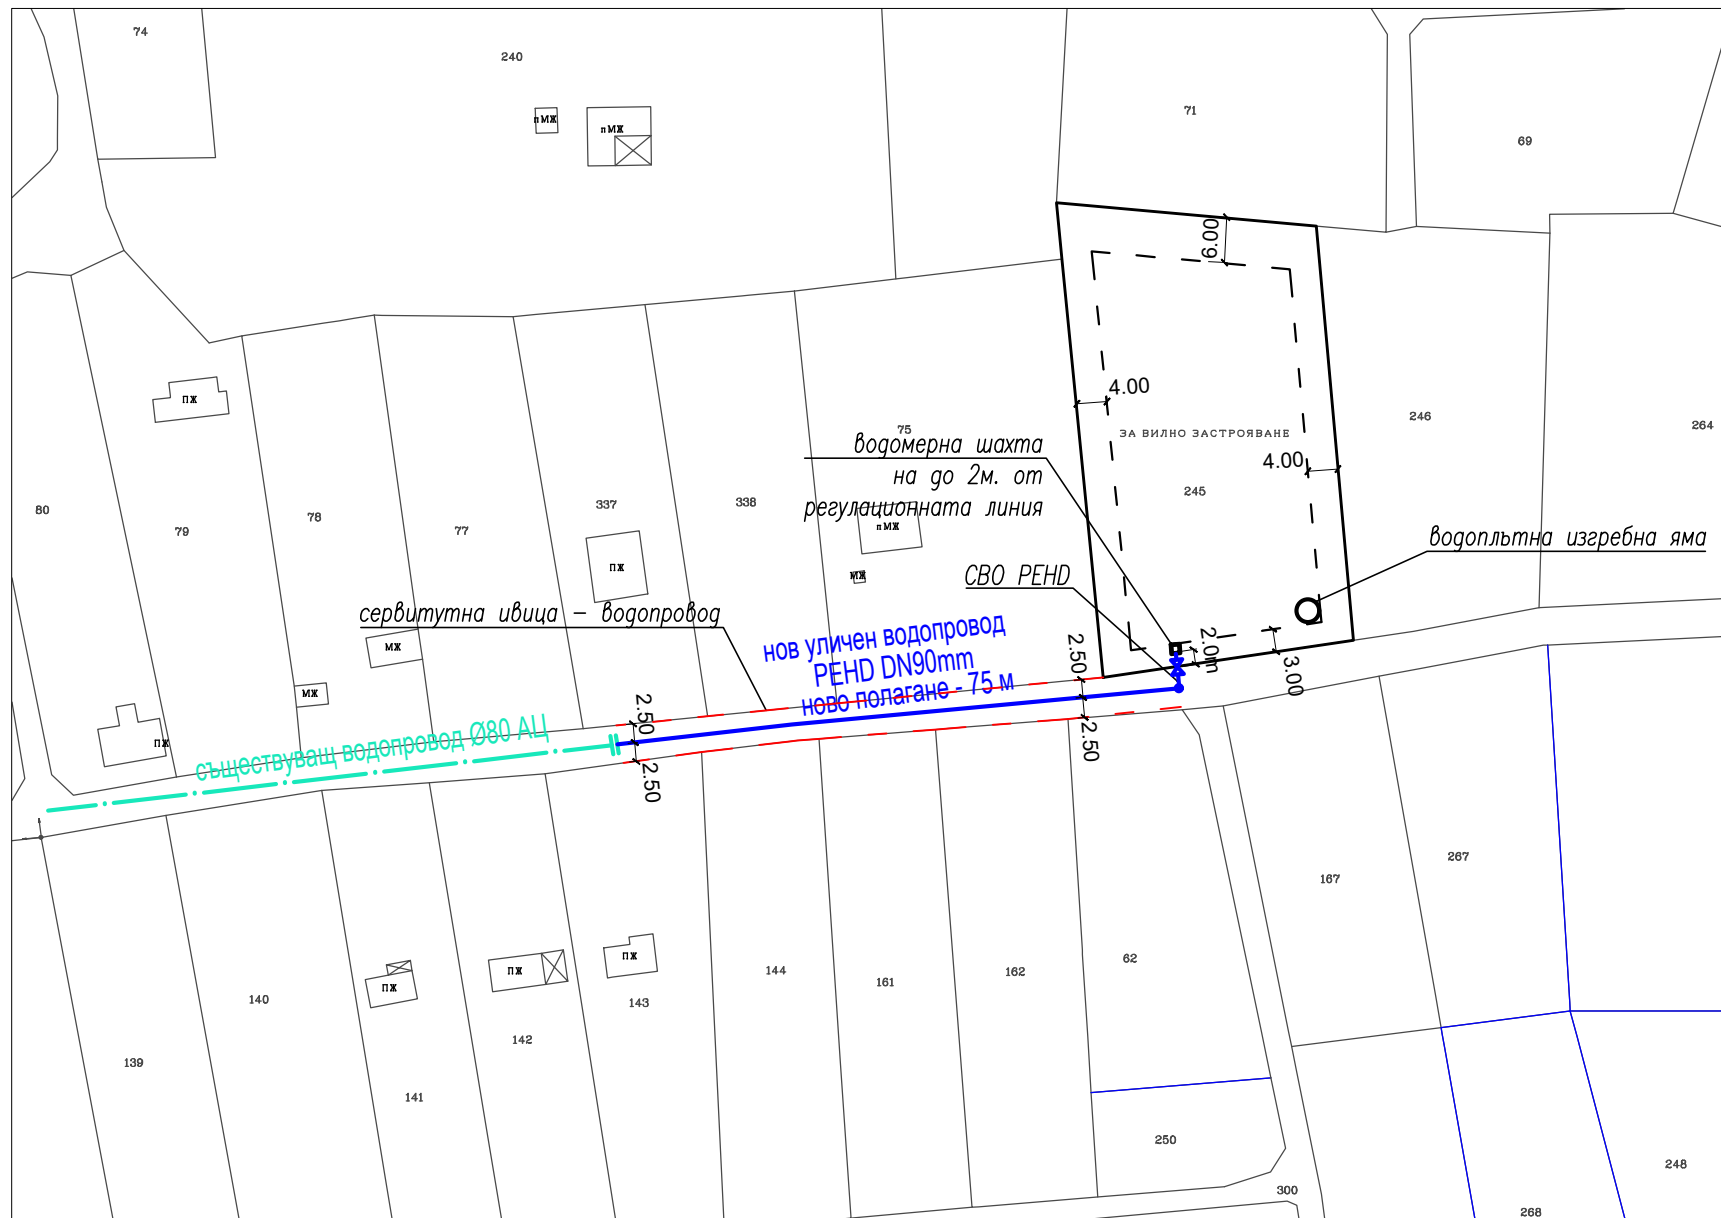 74
240
71
69
пМЖ
пМЖ
6.00
4.00
ЗА ВИЛНО ЗАСТРОЯВАНЕ
4.00
245
246
264
75
водомерна шахта
на до 2м. от
регулационната линия
пМЖ
МЖ
СВО PEHD
водоплътна изгребна яма
80
79
78
77
337
338
ПЖ
ПЖ
сервитутна ивица – водопровод
МЖ
МЖ
ПЖ
нов уличен водопровод
PEHD DN90mm
ново полагане - 75 м
2.50
2.50
2.0m
3.00
2.50
2.50
съществуващ водопровод Ø80 АЦ
139
140
ПЖ
141
ПЖ
142
ПЖ
143
144
161
162
62
167
267
250
300
268
248